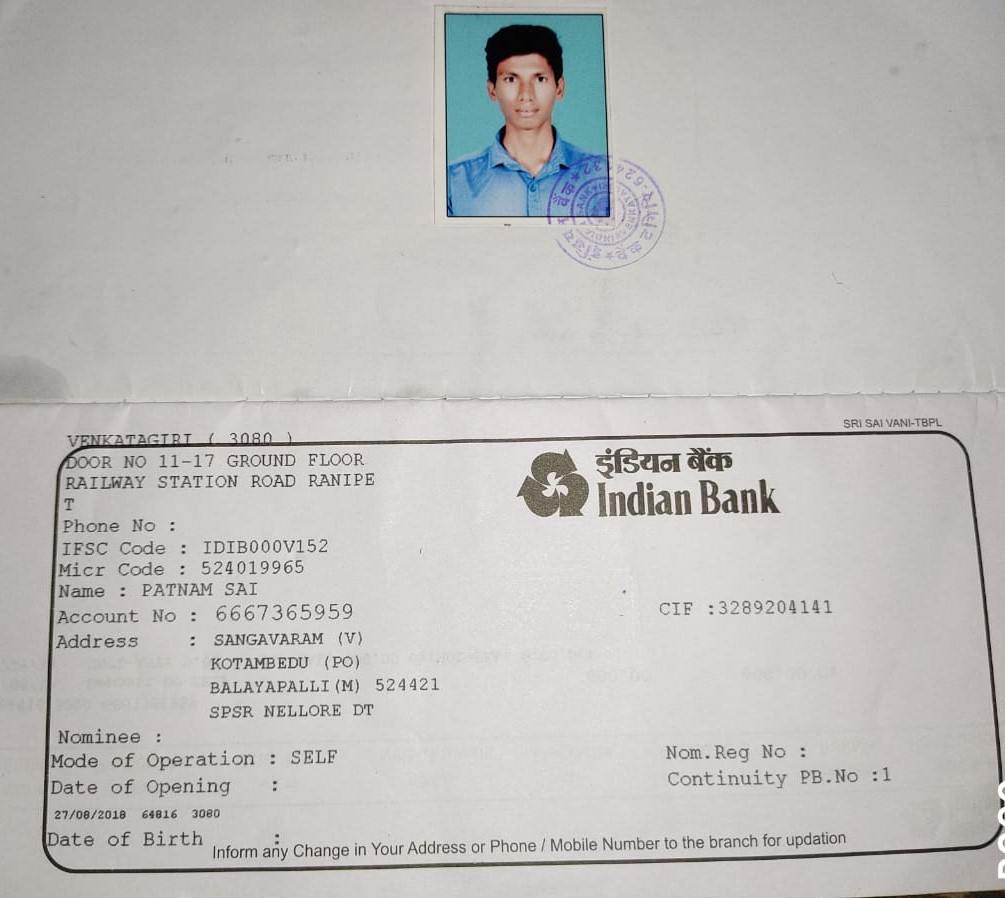 SRI SAI VANI-TBPL
VENKATAGIRI ( 3080 )
DOOR NO 11-17 GROUND FLOOR
RAILWAY STATION ROAD RANIPE
T
इंडियन बैंक
Indian Bank
Phone No :
IFSC Code : IDIB000V152
Micr Code : 524019965
Name : PATNAM SAI
Account No : 6667365959
CIF :3289204141
Address : SANGAVARAM (V)
KOTAMBEDU (PO)
BALAYAPALLI(M) 524421
SPSR NELLORE DT
Nominee :
Mode of Operation : SELF
Nom.Reg No :
Date of Opening :
Continuity PB.No :1
27/08/2018 64816 3080
Date of Birth :
Inform any Change in Your Address or Phone / Mobile Number to the branch for updation